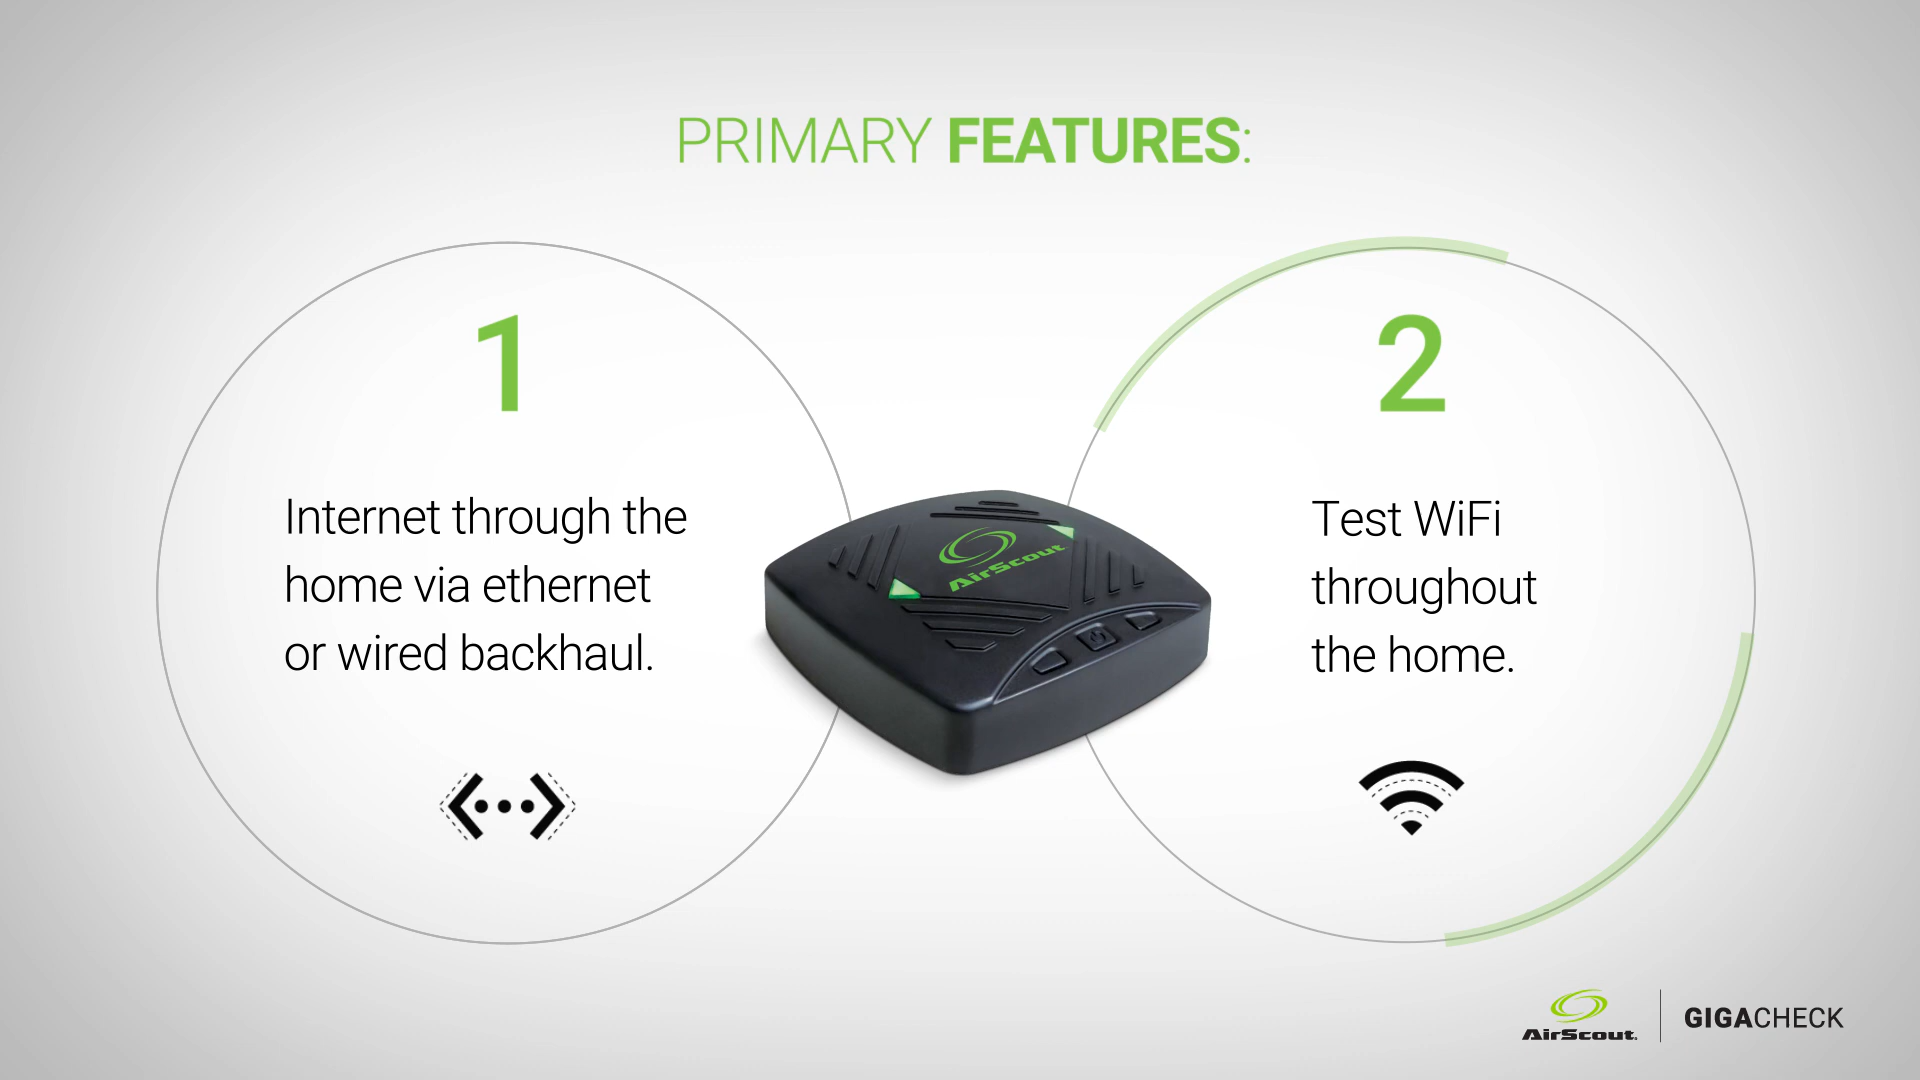 PRIMARY FEATURES:
1
Internet through the
home via ethernet
or wired backhaul.
2
Test WiFi
throughout
the home.
AirScout
AirScout.
GIGACHECK